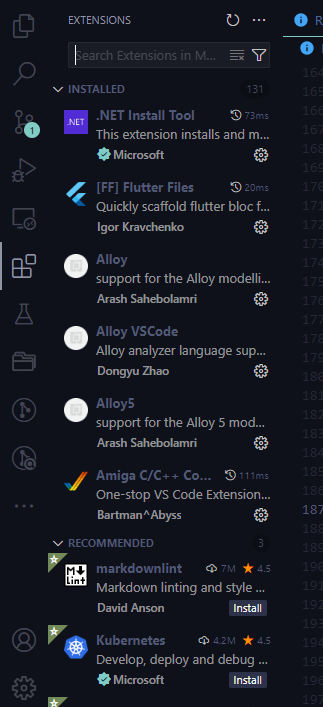 EXTENSIONS
Search Extensions in M...
INSTALLED 131
.NET
.NET Install Tool 73ms
This extension installs and m...
Microsoft
[FF] Flutter Files 20ms
Quickly scaffold flutter bloc f...
Igor Kravchenko
Alloy
support for the Alloy modelli...
Arash Sahebolamri
Alloy VSCode
Alloy analyzer language sup...
Dongyu Zhao
Alloy5
support for the Alloy 5 mod...
Arash Sahebolamri
Amiga C/C++ Co... 111ms
One-stop VS Code Extension...
Bartman^Abyss
RECOMMENDED 3
M↓
lint
markdownlint 7M 4.5
Markdown linting and style ...
David Anson Install
Kubernetes 4.2M 4.5
Develop, deploy and debug ...
Microsoft Install
1
R
187